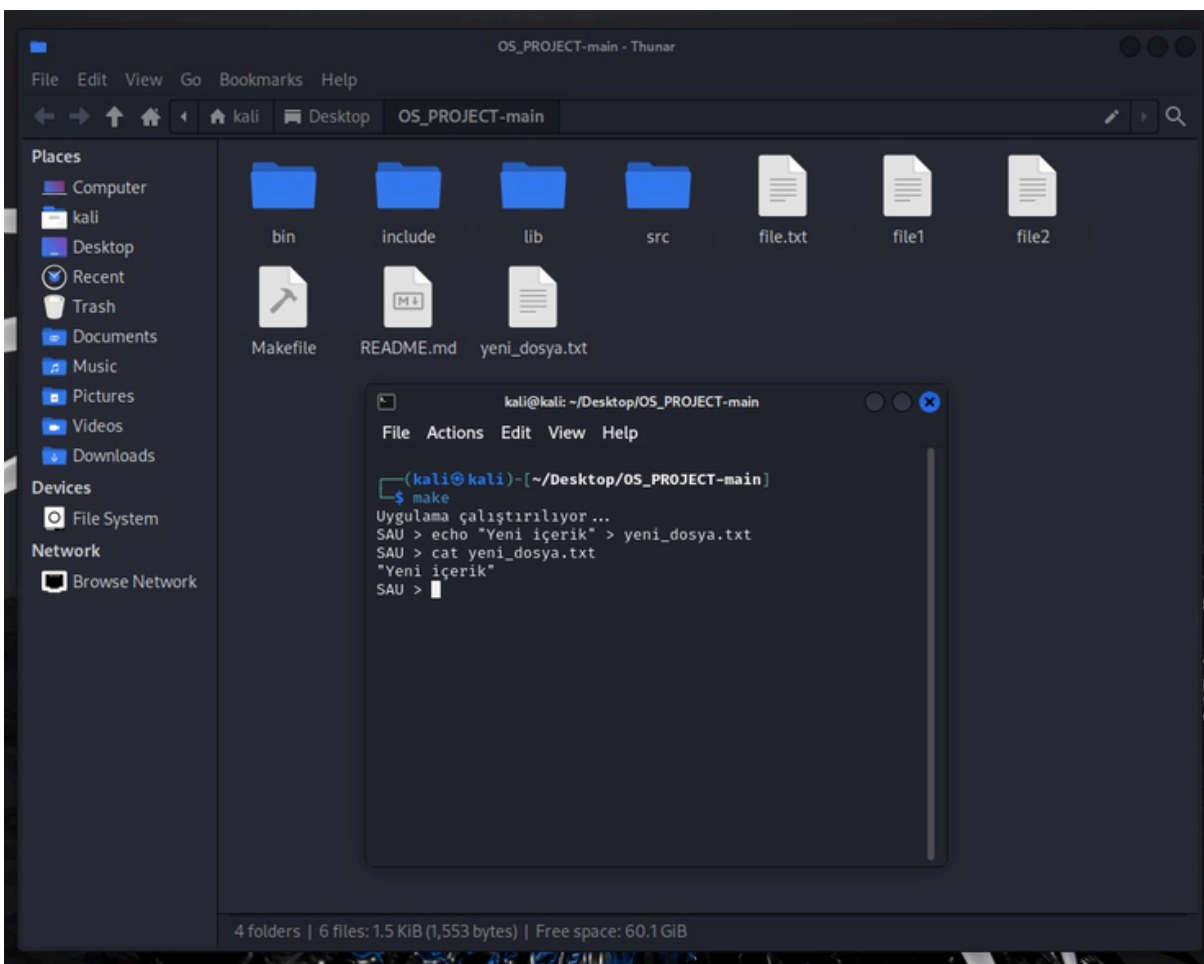 OS_PROJECT-main - Thunar
File Edit View Go Bookmarks Help
kali Desktop OS_PROJECT-main
Places
Computer
kali
Desktop
Recent
Trash
Documents
Music
Pictures
Videos
Downloads
Devices
File System
Network
Browse Network
bin include lib src file.txt file1 file2
M
Makefile README.md yeni_dosya.txt
kali@kali: ~/Desktop/OS_PROJECT-main
File Actions Edit View Help
(kali㉿kali)-[~/Desktop/OS_PROJECT-main]
$ make
Uygulama çalıştırılıyor...
SAU > echo "Yeni içerik" > yeni_dosya.txt
SAU > cat yeni_dosya.txt
"Yeni içerik"
SAU >
4 folders | 6 files: 1.5 KiB (1,553 bytes) | Free space: 60.1 GiB